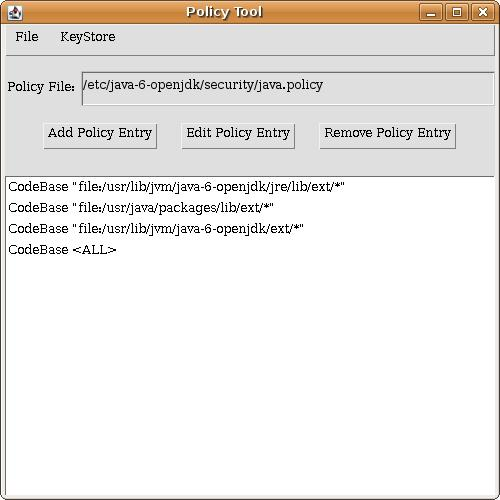 Policy Tool
File KeyStore
Policy File: /etc/java-6-openjdk/security/java.policy
Add Policy Entry Edit Policy Entry Remove Policy Entry
CodeBase "file:/usr/lib/jvm/java-6-openjdk/jre/lib/ext/*"
CodeBase "file:/usr/java/packages/lib/ext/*"
CodeBase "file:/usr/lib/jvm/java-6-openjdk/ext/*"
CodeBase <ALL>